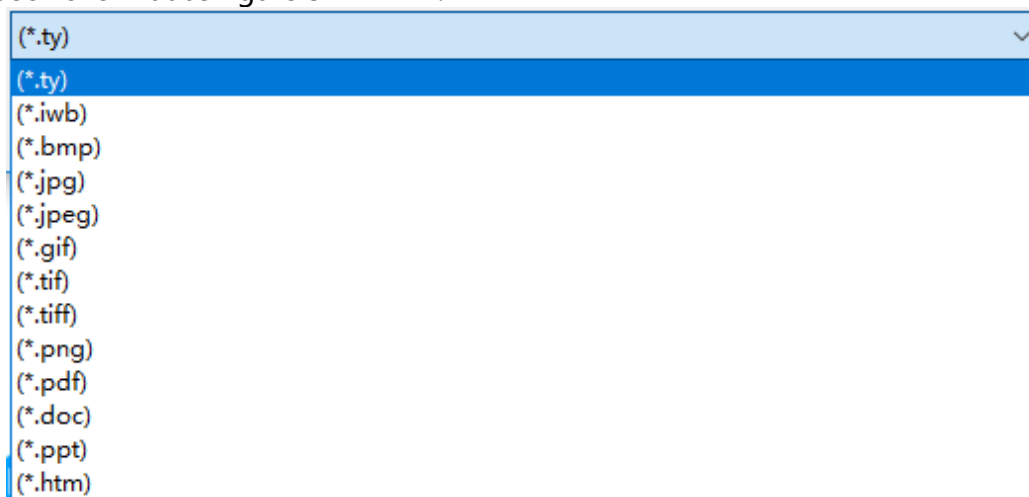 (*.ty)
(*.ty)
(*.iwb)
(*.bmp)
(*.jpg)
(*.jpeg)
(*.gif)
(*.tif)
(*.tiff)
(*.png)
(*.pdf)
(*.doc)
(*.ppt)
(*.htm)